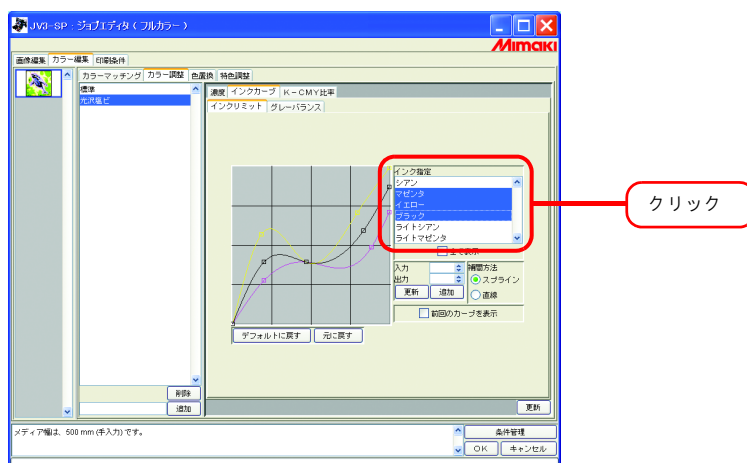 JV3-SP : ジョブエディタ ( フルカラー )
Mimaki
画像編集 カラー編集 印刷条件
カラーマッチング カラー調整 色置換 特色調整
標準
光沢塩ビ
濃度 インクカーブ K-CMY比率
インクリミット グレーバランス
インク指定
シアン
マゼンタ
イエロー
ブラック
ライトシアン
ライトマゼンタ
全て表示
クリック
入力
出力
更新 追加
補間方法
スプライン
直線
前回のカーブを表示
デフォルトに戻す 元に戻す
削除
追加
更新
メディア幅は、500 mm (手入力) です。
条件管理
OK キャンセル